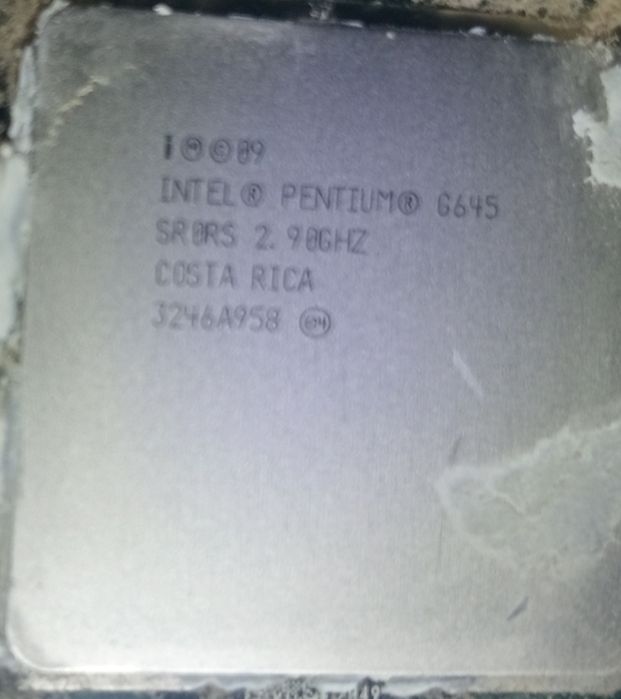 i Ⓜ©'09
INTEL® PENTIUM® G645
SR0RS 2.90GHZ
COSTA RICA
3246A958 (e4)